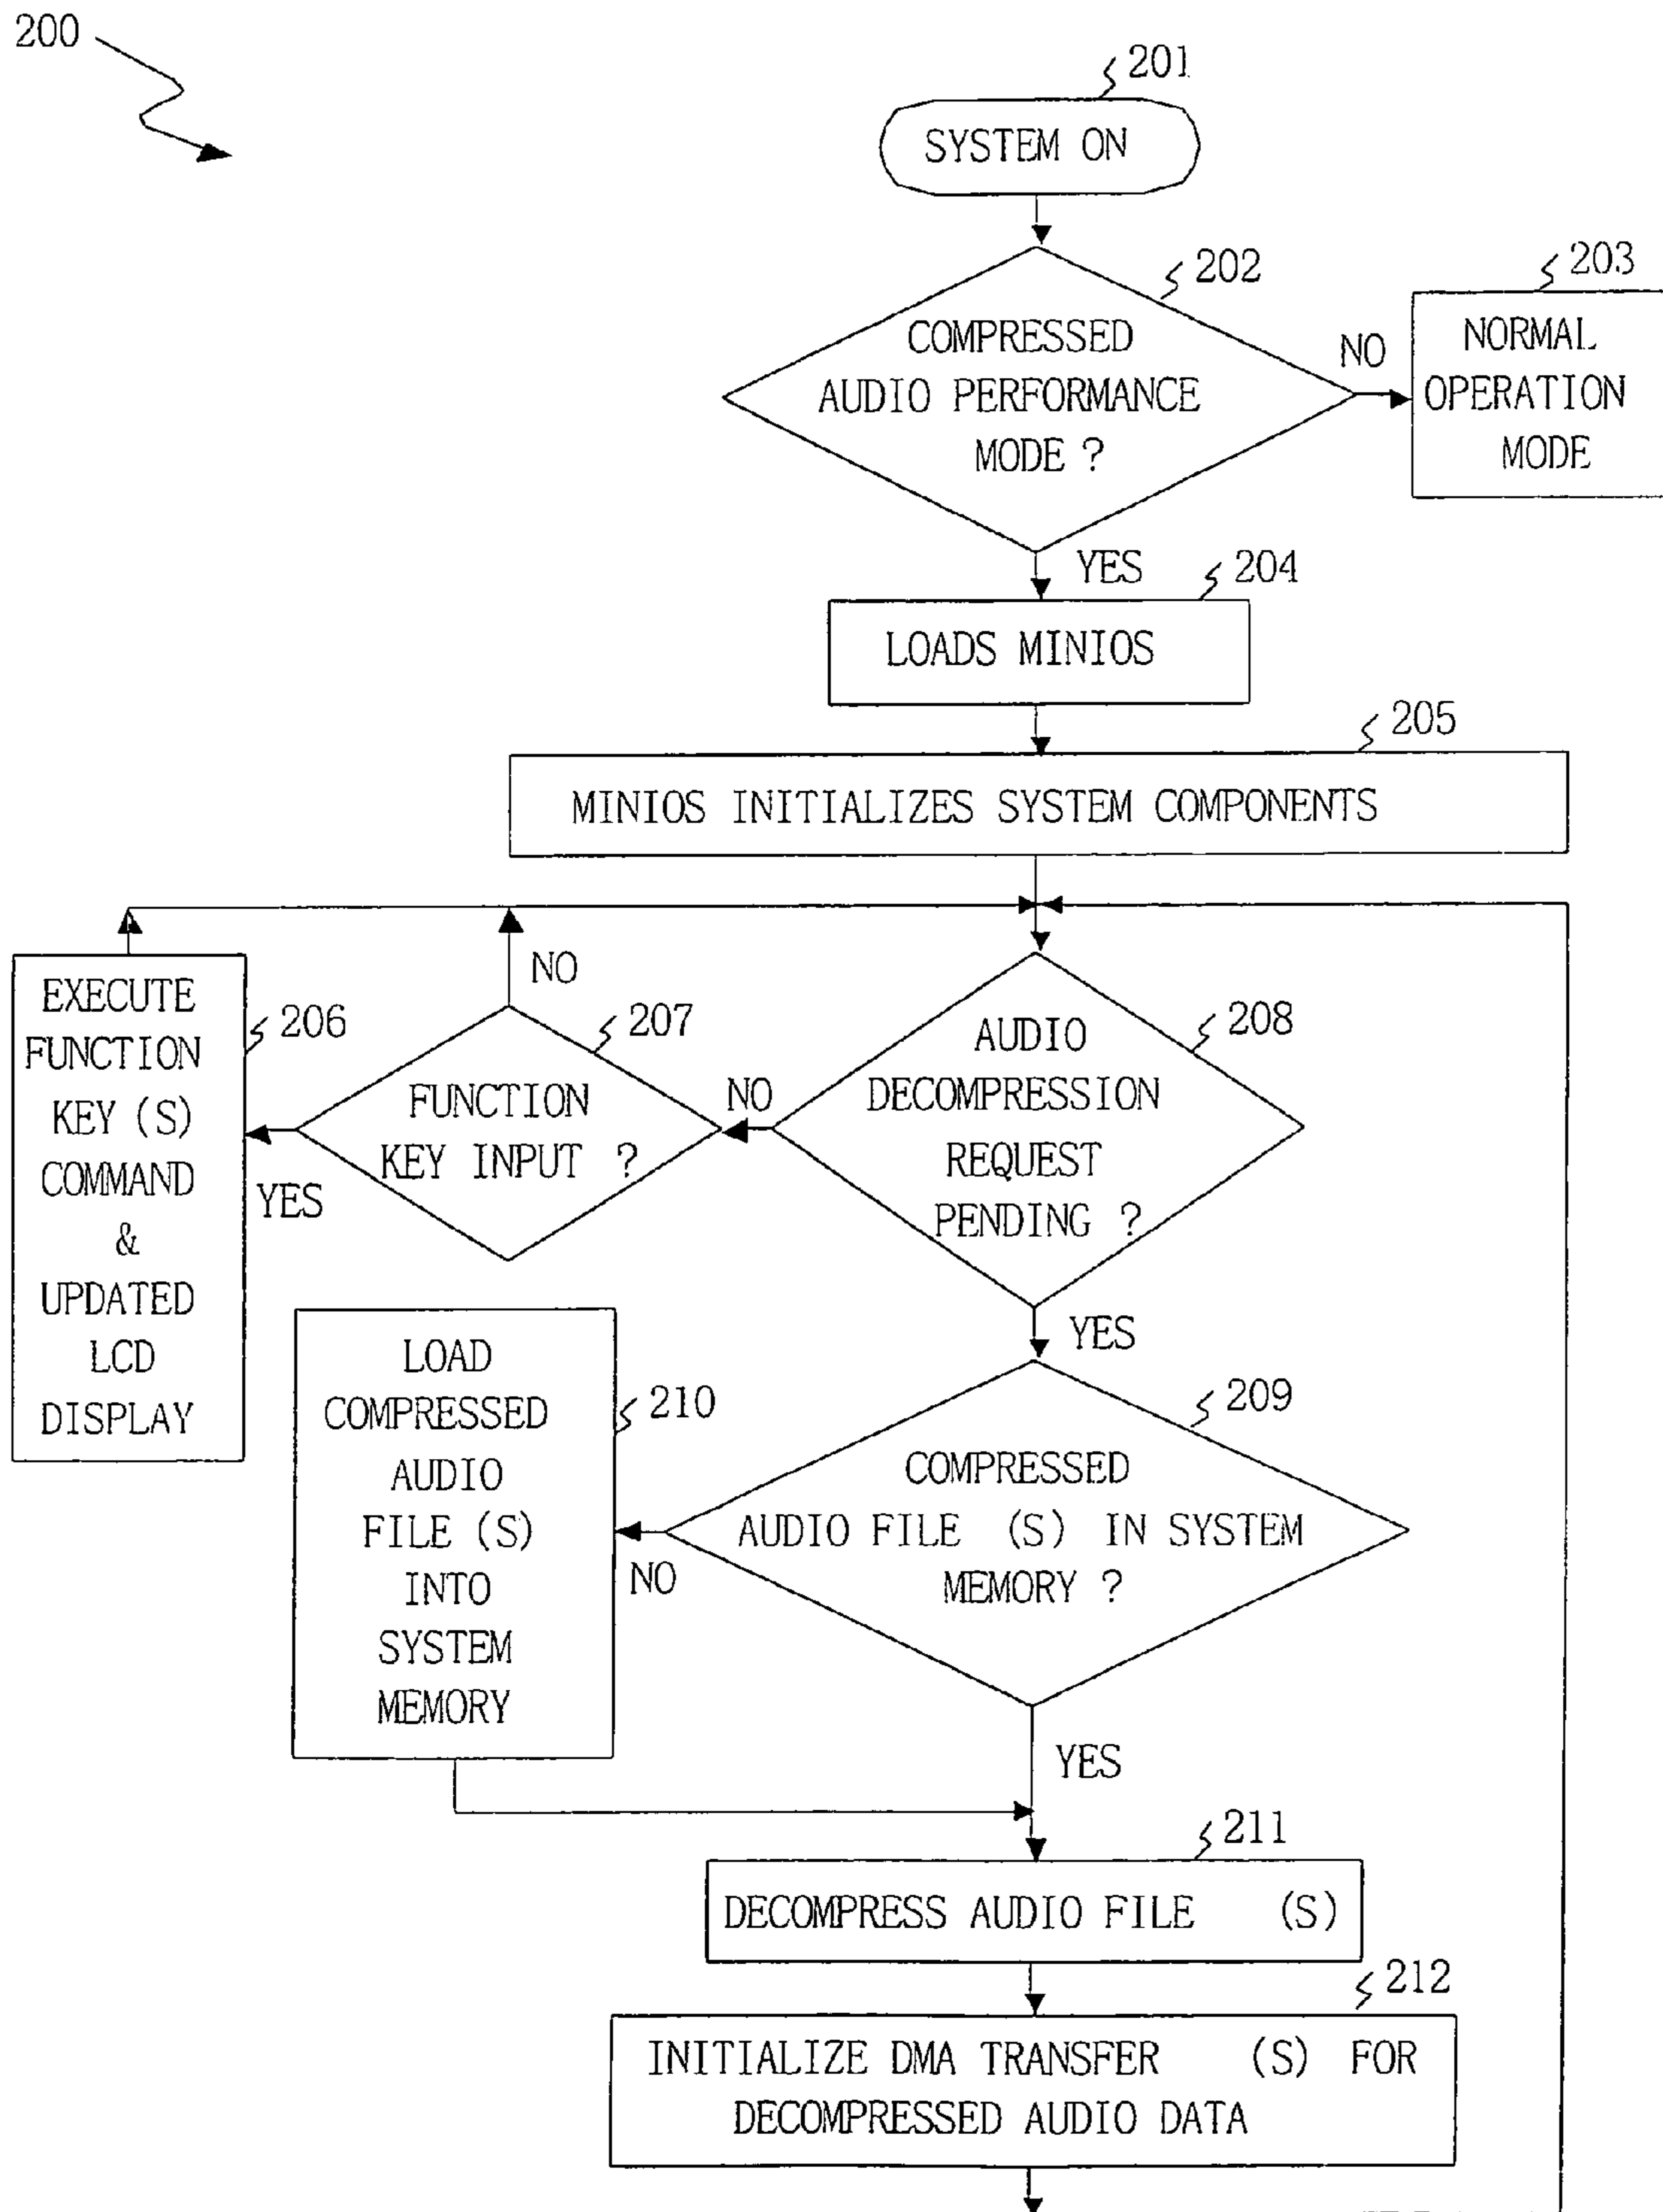 200
201
SYSTEM ON
202
COMPRESSED
AUDIO PERFORMANCE
MODE ?
NO
203
NORMAL
OPERATION
MODE
YES
204
LOADS MINIOS
205
MINIOS INITIALIZES SYSTEM COMPONENTS
EXECUTE
FUNCTION
KEY (S)
COMMAND
&
UPDATED
LCD
DISPLAY
206
YES
NO
207
FUNCTION
KEY INPUT ?
NO
208
AUDIO
DECOMPRESSION
REQUEST
PENDING ?
YES
209
COMPRESSED
AUDIO FILE (S) IN SYSTEM
MEMORY ?
NO
210
LOAD
COMPRESSED
AUDIO
FILE (S)
INTO
SYSTEM
MEMORY
YES
211
DECOMPRESS AUDIO FILE (S)
212
INITIALIZE DMA TRANSFER (S) FOR
DECOMPRESSED AUDIO DATA